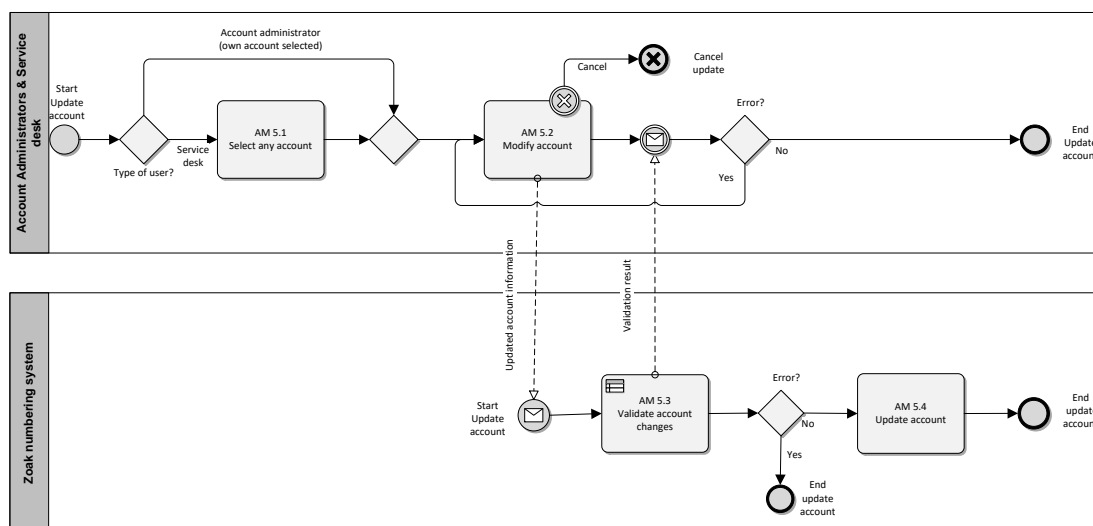 Account Administrators & Service
desk
Start
Update
account
Type of user?
Account administrator
(own account selected)
Service
desk
AM 5.1
Select any account
AM 5.2
Modify account
Cancel
Cancel
update
Error?
No
Yes
End
Update
account
Updated account information
Validation result
Zoak numbering system
Start
Update
account
AM 5.3
Validate account
changes
Error?
No
Yes
End
update
account
AM 5.4
Update account
End
update
account